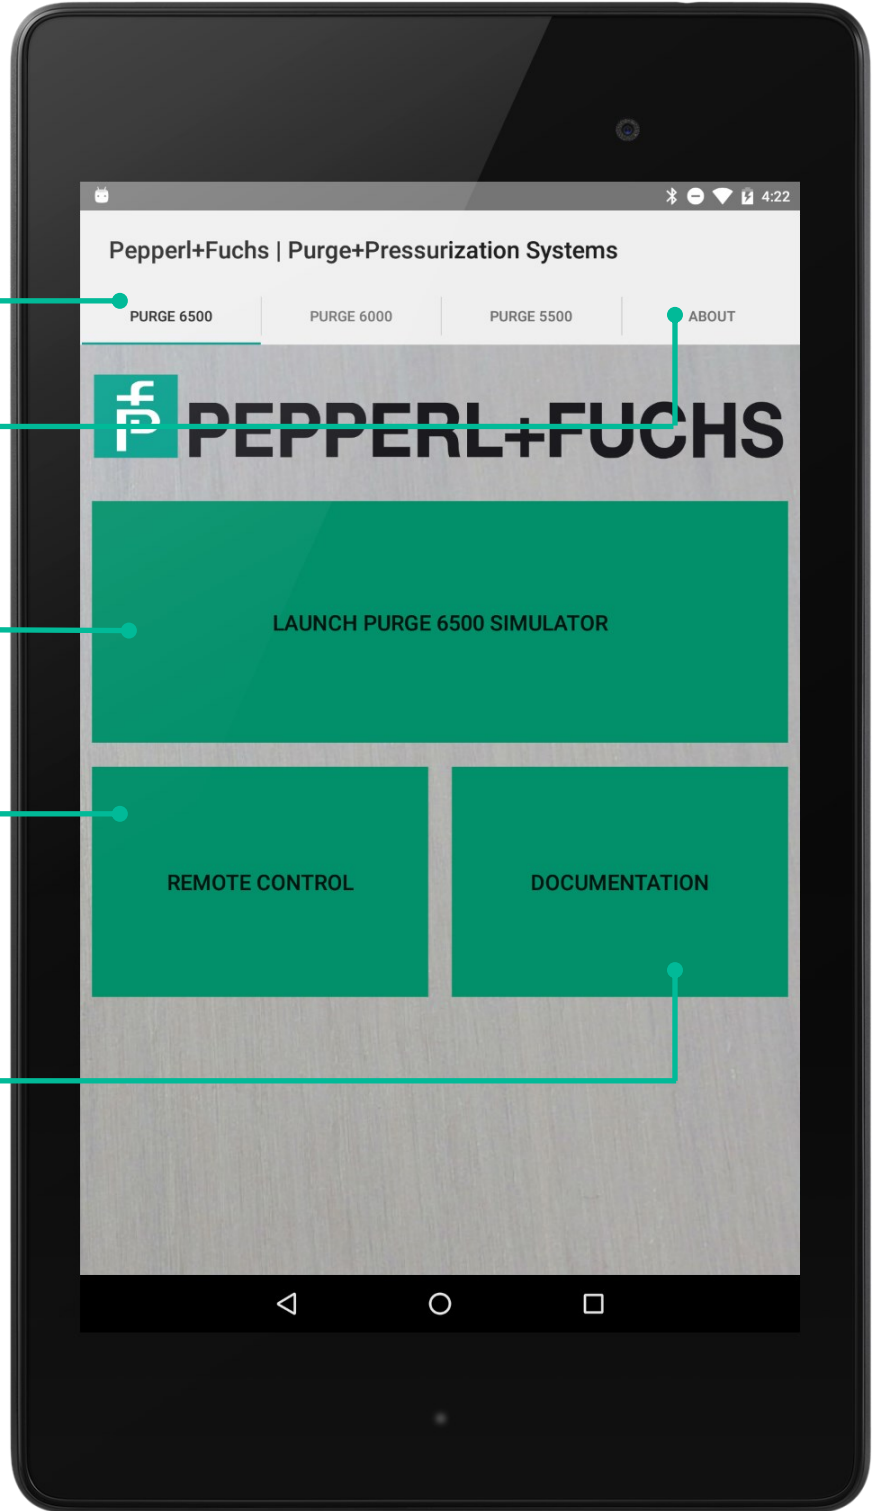 4:22
Pepperl+Fuchs | Purge+Pressurization Systems
PURGE 6500 PURGE 6000 PURGE 5500 ABOUT
PEPPERL+FUCHS
LAUNCH PURGE 6500 SIMULATOR
REMOTE CONTROL DOCUMENTATION